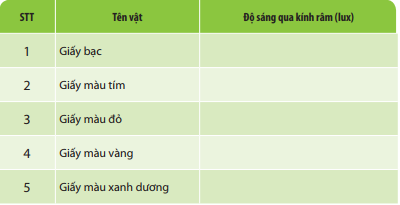 STT Tên vật Độ sáng qua kính râm (lux)
1 Giấy bạc
2 Giấy màu tím
3 Giấy màu đỏ
4 Giấy màu vàng
5 Giấy màu xanh dương